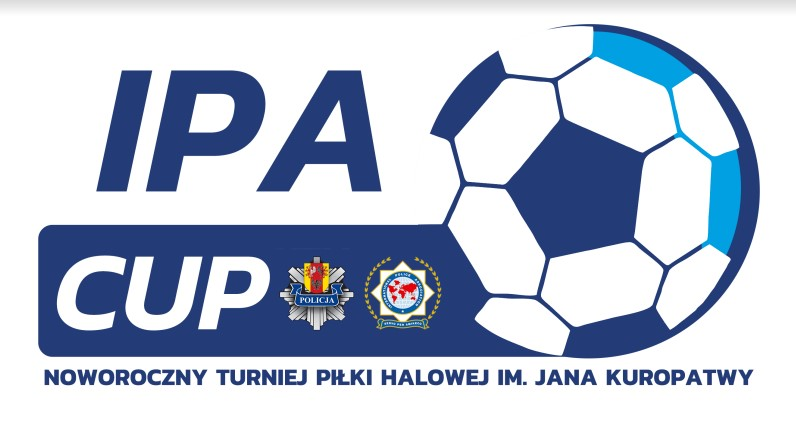 IPA
CUP
POLICJA
NOWOROCZNY TURNIEJ PIŁKI HALOWEJ IM. JANA KUROPATWY